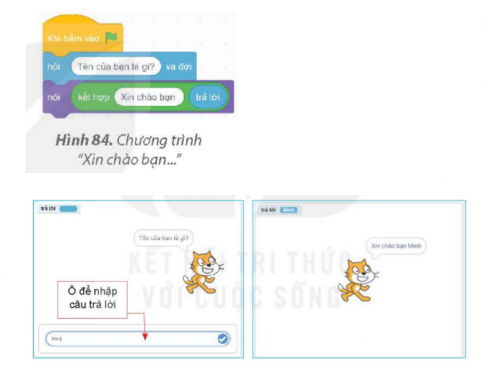 Khi bấm vào
hỏi Tên của bạn là gì? và đợi
nói kết hợp Xin chào bạn trả lời
Hình 84. Chương trình
"Xin chào bạn..."
trả lời
Tên của bạn là gì?
Ô để nhập
câu trả lời
trả lời Minh
Xin chào bạn Minh
KẾT NỐI TRI THỨC
VỚI CUỘC SỐNG